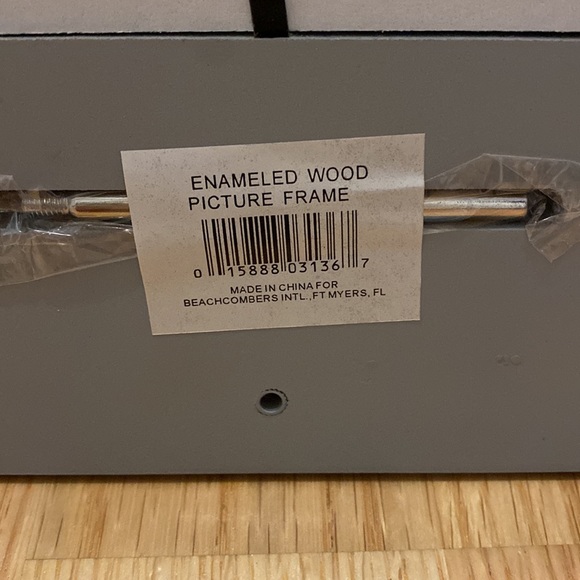 ENAMELED WOOD
PICTURE FRAME
0 15888 03136 7
MADE IN CHINA FOR
BEACHCOMBERS INTL., FT MYERS, FL